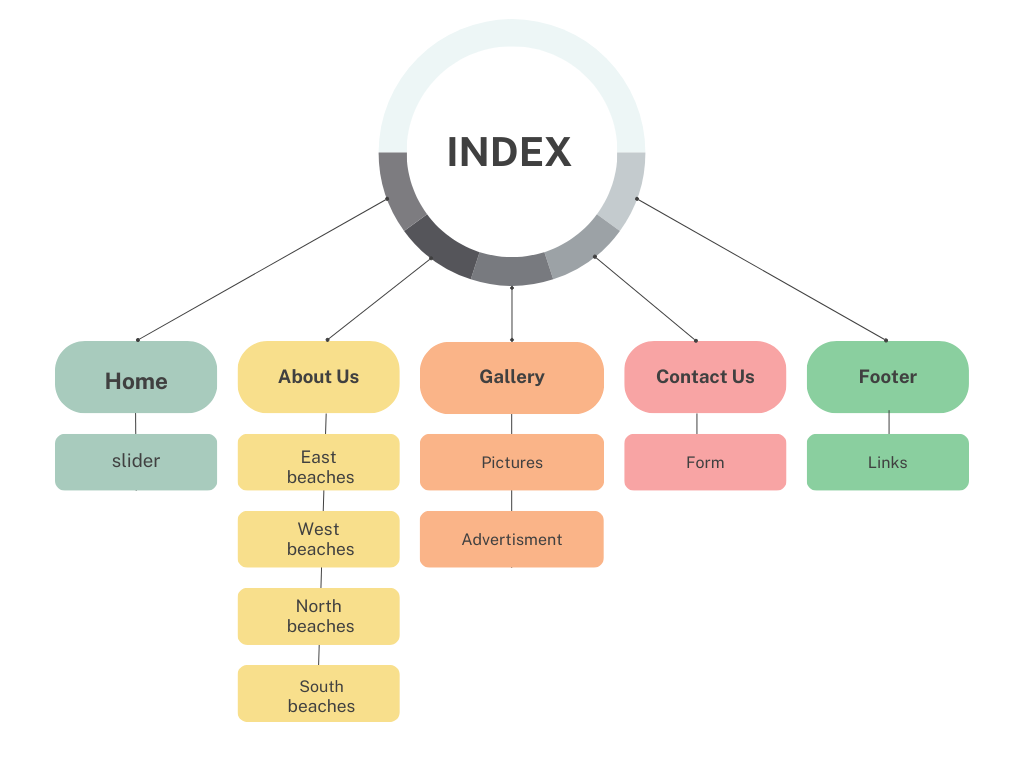 INDEX
Home
About Us
Gallery
Contact Us
Footer
slider
East
beaches
Pictures
Form
Links
West
beaches
Advertisment
North
beaches
South
beaches